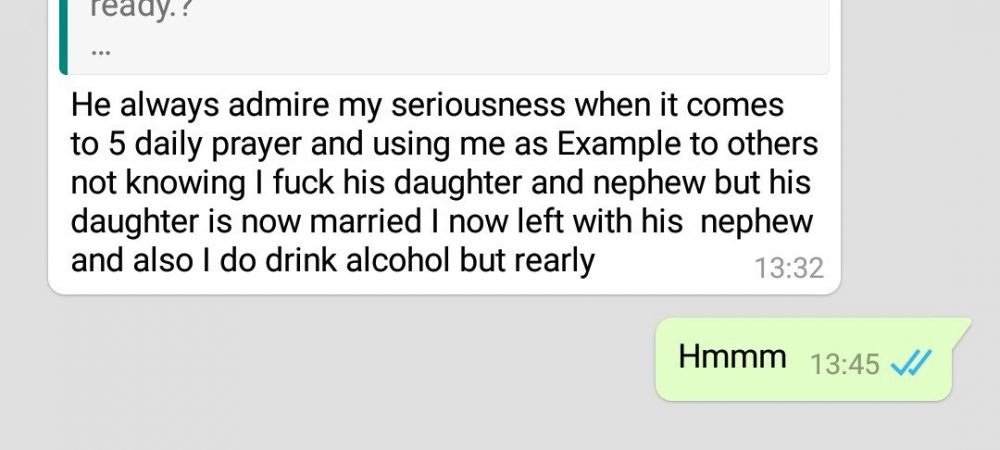 ready.?
...
He always admire my seriousness when it comes
to 5 daily prayer and using me as Example to others
not knowing I fuck his daughter and nephew but his
daughter is now married I now left with his  nephew
and also I do drink alcohol but rearly
13:32
Hmmm 13:45